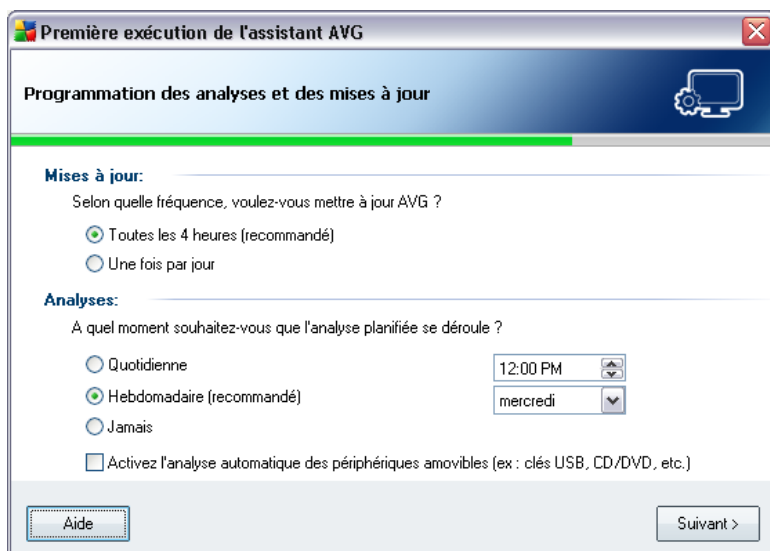 Première exécution de l'assistant AVG
Programmation des analyses et des mises à jour
Mises à jour:
Selon quelle fréquence, voulez-vous mettre à jour AVG ?
Toutes les 4 heures (recommandé)
Une fois par jour
Analyses:
A quel moment souhaitez-vous que l'analyse planifiée se déroule ?
Quotidienne
12:00 PM
Hebdomadaire (recommandé)
mercredi
Jamais
Activez l'analyse automatique des périphériques amovibles (ex : clés USB, CD/DVD, etc.)
Aide
Suivant >